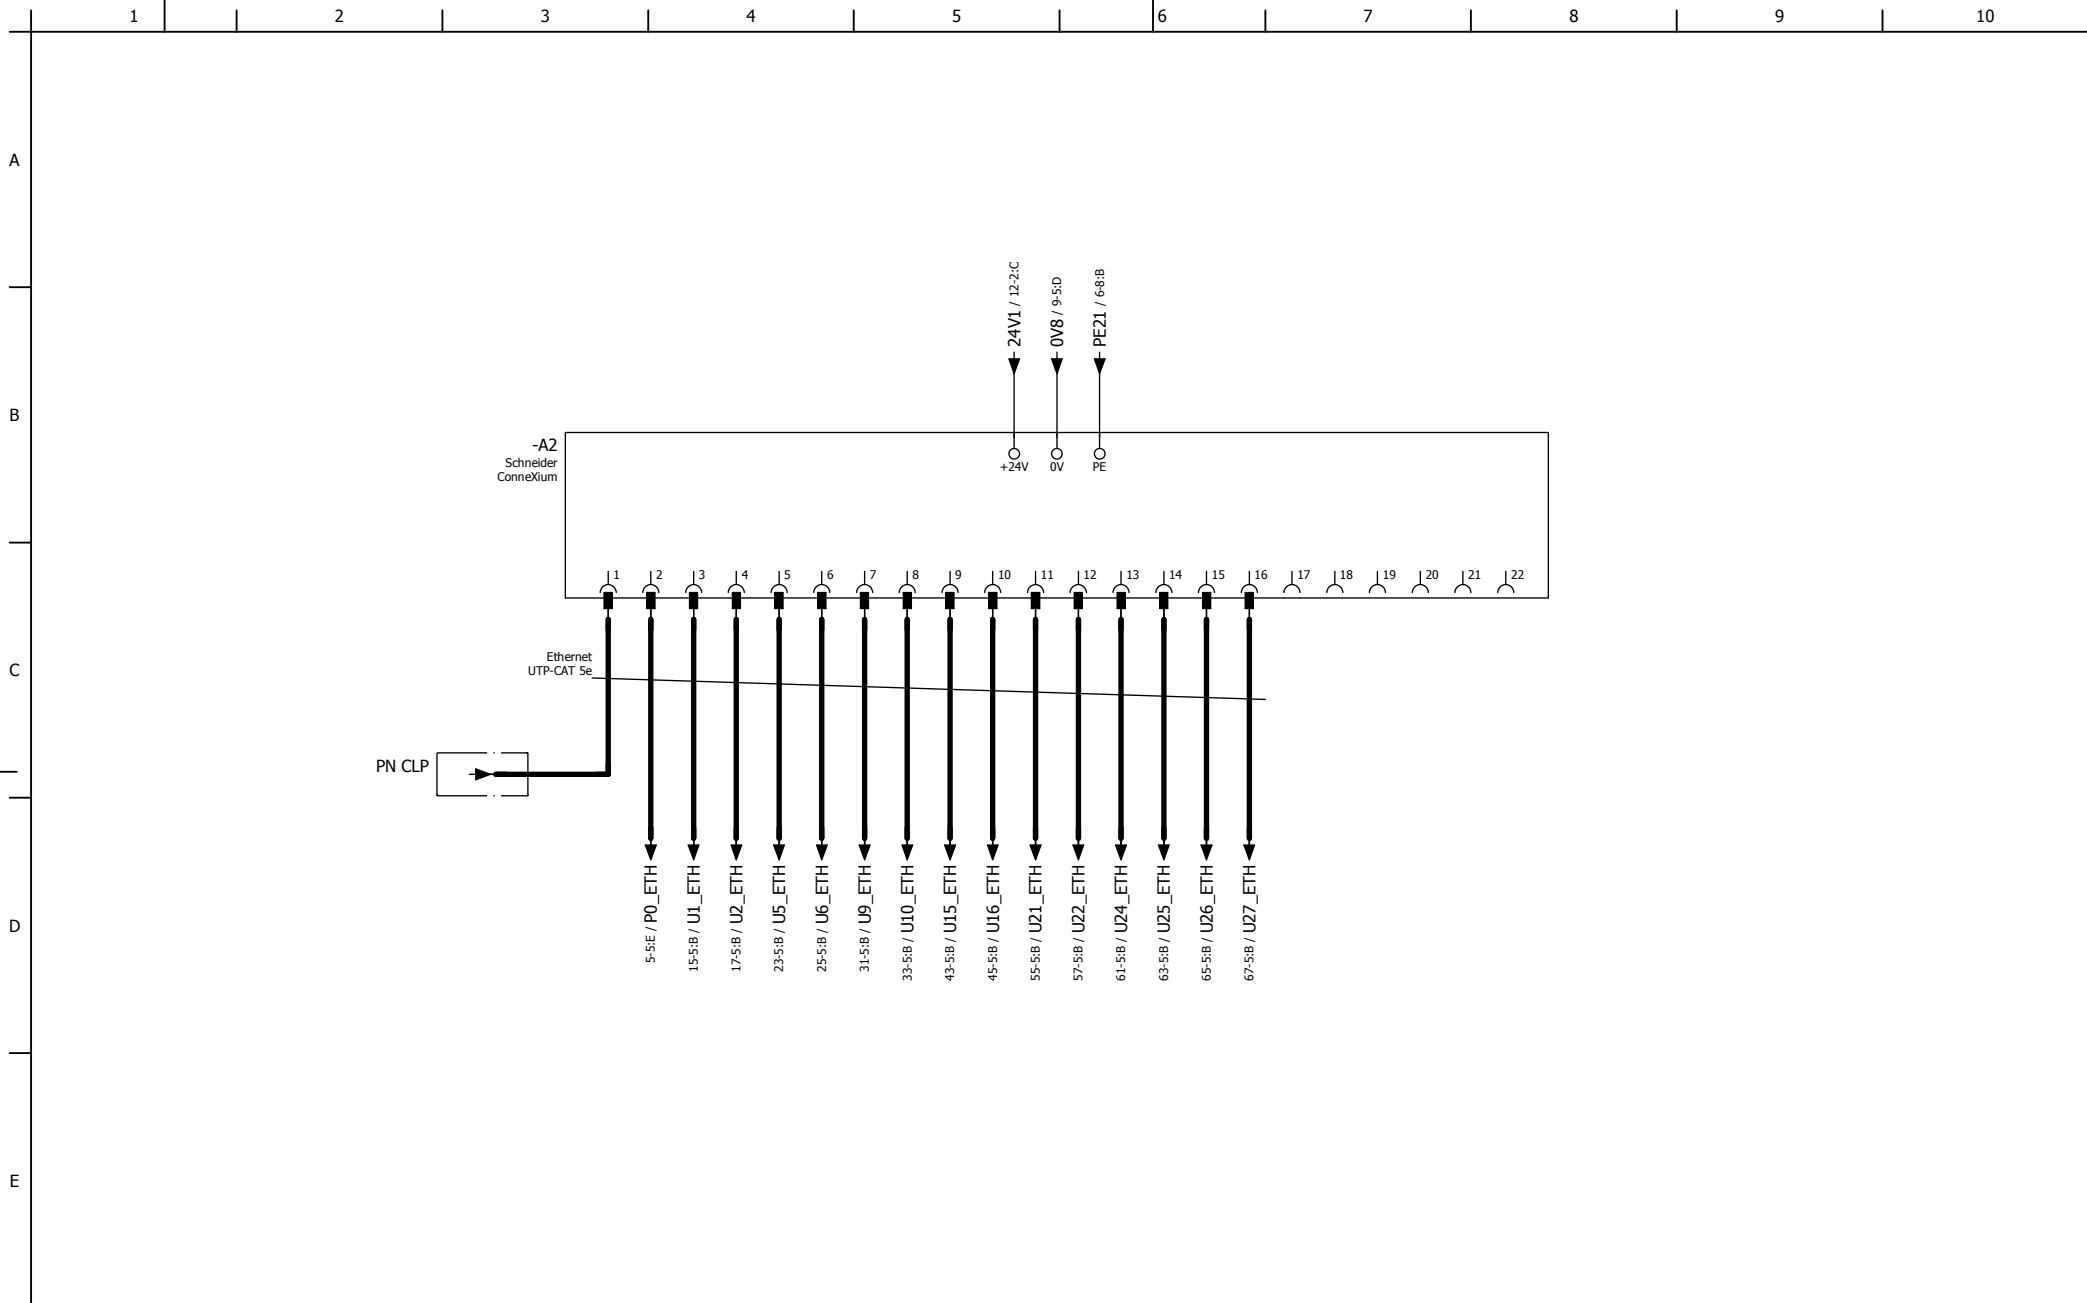 1 2 3 4 5 6 7 8 9 10
A
24V1 / 12-2:C
0V8 / 9-5:D
PE21 / 6-8:B
B
-A2
Schneider
ConneXium
+24V 0V PE
1 2 3 4 5 6 7 8 9 10 11 12 13 14 15 16 17 18 19 20 21 22
Ethernet
UTP-CAT 5e
C
PN CLP
5-5:E / P0_ETH
15-5:B / U1_ETH
17-5:B / U2_ETH
23-5:B / U5_ETH
25-5:B / U6_ETH
31-5:B / U9_ETH
33-5:B / U10_ETH
43-5:B / U15_ETH
45-5:B / U16_ETH
55-5:B / U21_ETH
57-5:B / U22_ETH
61-5:B / U24_ETH
63-5:B / U25_ETH
65-5:B / U26_ETH
67-5:B / U27_ETH
D
E